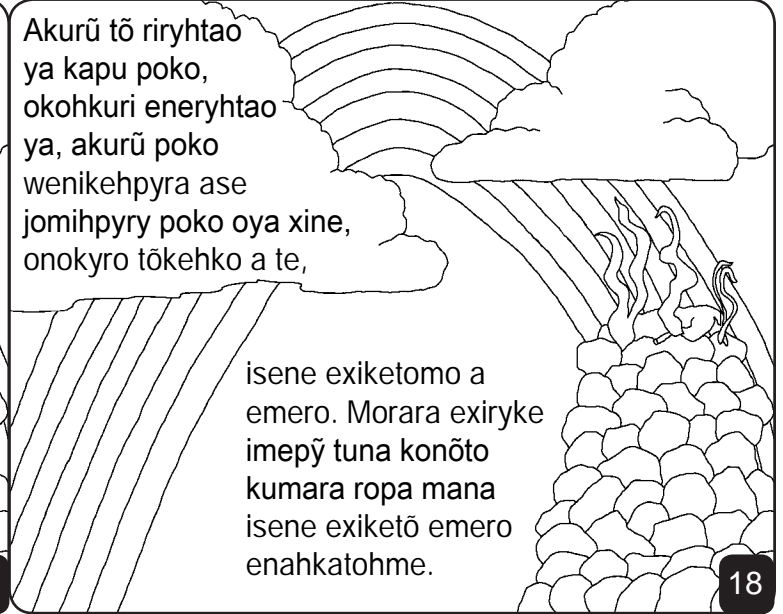 Akurũ tõ riryhtao
ya kapu poko,
okohkuri eneryhtao
ya, akurũ poko
wenikehpyra ase
jomihpyry poko oya xine,
onokyro tõkehko a te,
isene exiketomo a
emero. Morara exiryke
imepỹ tuna konõto
kumara ropa mana
isene exiketõ emero
enahkatohme.
18